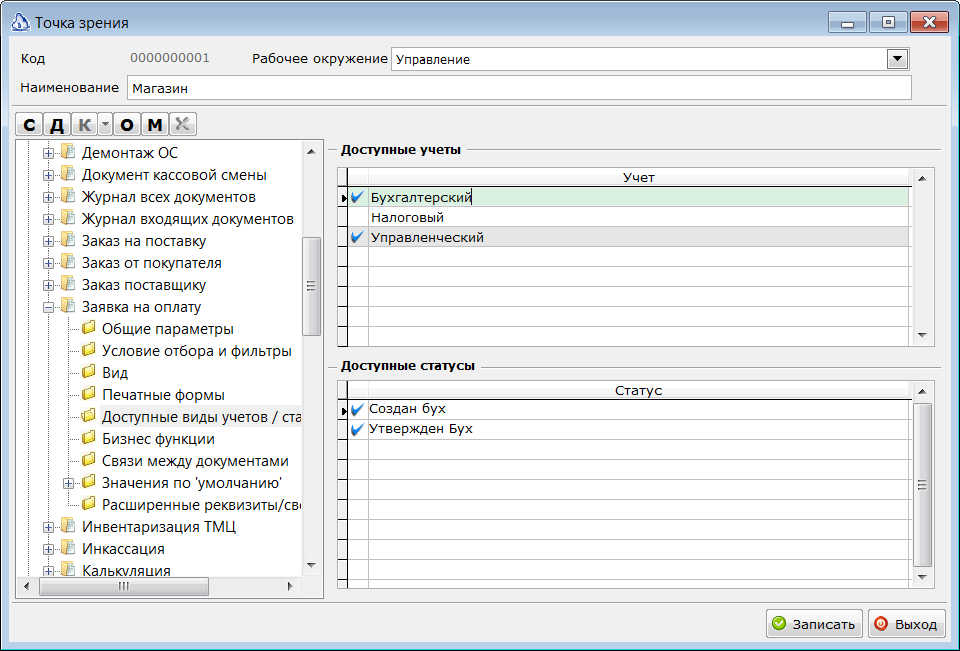 Точка зрения
Код 0000000001 Рабочее окружение Управление
Наименование Магазин
С Д К О М
Демонтаж ОС
Документ кассовой смены
Журнал всех документов
Журнал входящих документов
Заказ на поставку
Заказ от покупателя
Заказ поставщику
Заявка на оплату
Общие параметры
Условие отбора и фильтры
Вид
Печатные формы
Доступные виды учетов / ста
Бизнес функции
Связи между документами
Значения по 'умолчанию'
Расширенные реквизиты/сво
Инвентаризация ТМЦ
Инкассация
Калькуляция
Доступные учеты
Учет
Бухгалтерский
Налоговый
Управленческий
Доступные статусы
Статус
Создан бух
Утвержден Бух
Записать Выход